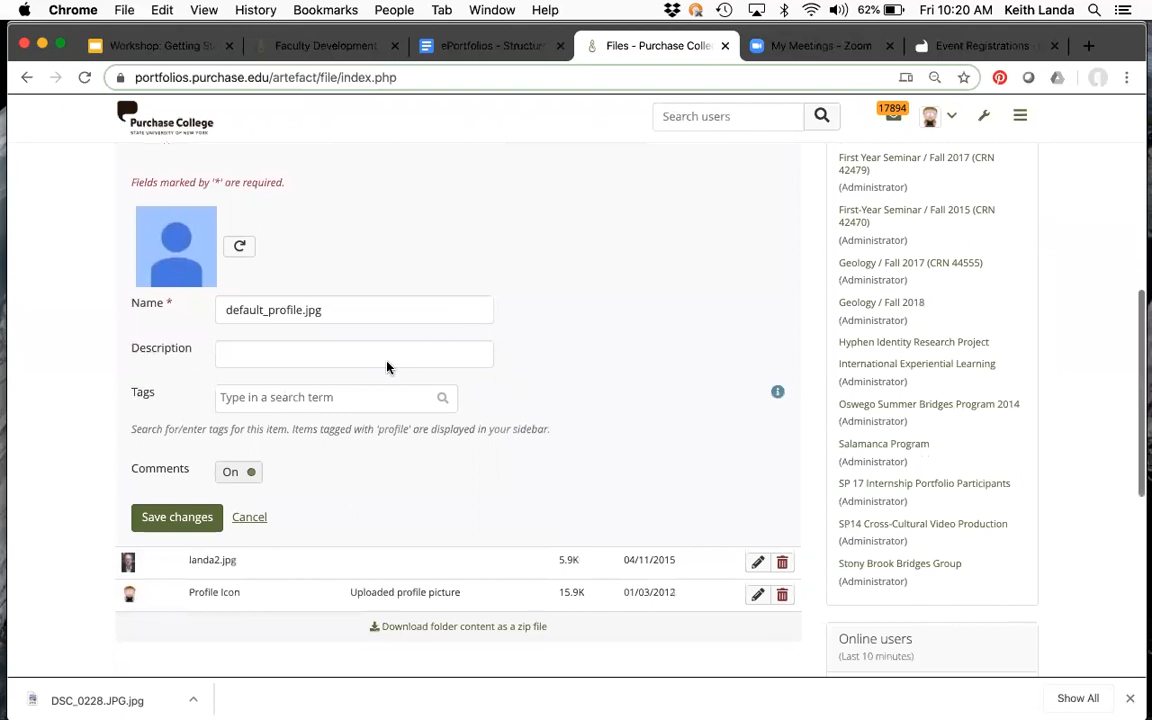 Chrome File Edit View History Bookmarks People Tab Window Help 62% Fri 10:20 AM Keith Landa
Workshop: Getting St Faculty Development ePortfolios - Structur Files - Purchase Colle My Meetings - Zoom Event Registrations -
portfolios.purchase.edu/artefact/file/index.php
Purchase College
STATE UNIVERSITY OF NEW YORK
Search users
17894
Fields marked by '*' are required.
Name *
default_profile.jpg
Description
Tags
Type in a search term
Search for/enter tags for this item. Items tagged with 'profile' are displayed in your sidebar.
Comments
On
Save changes Cancel
landa2.jpg 5.9K 04/11/2015
Profile Icon Uploaded profile picture 15.9K 01/03/2012
Download folder content as a zip file
First Year Seminar / Fall 2017 (CRN
42479)
(Administrator)
First-Year Seminar / Fall 2015 (CRN
42470)
(Administrator)
Geology / Fall 2017 (CRN 44555)
(Administrator)
Geology / Fall 2018
(Administrator)
Hyphen Identity Research Project
International Experiential Learning
(Administrator)
Oswego Summer Bridges Program 2014
(Administrator)
Salamanca Program
(Administrator)
SP 17 Internship Portfolio Participants
(Administrator)
SP14 Cross-Cultural Video Production
(Administrator)
Stony Brook Bridges Group
(Administrator)
Online users
(Last 10 minutes)
DSC_0228.JPG.jpg
Show All